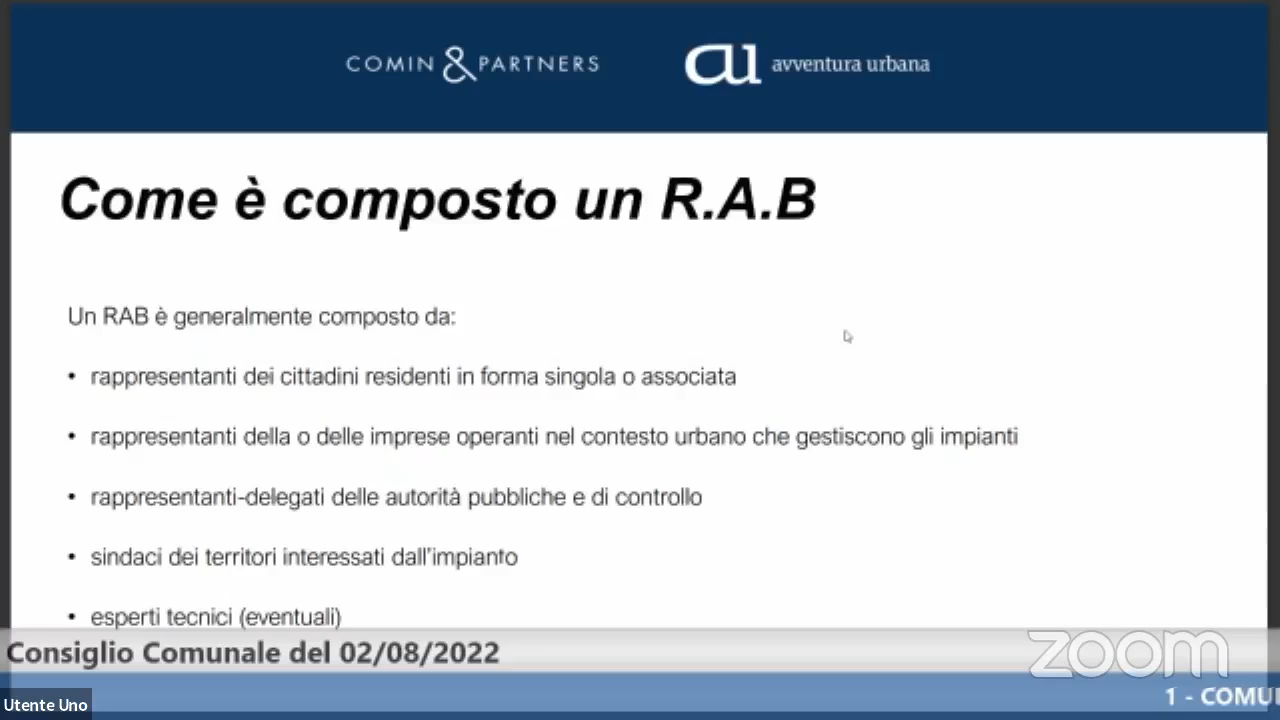 COMIN & PARTNERS
au avventura urbana
Come è composto un R.A.B
Un RAB è generalmente composto da:
• rappresentanti dei cittadini residenti in forma singola o associata
• rappresentanti della o delle imprese operanti nel contesto urbano che gestiscono gli impianti
• rappresentanti-delegati delle autorità pubbliche e di controllo
• sindaci dei territori interessati dall'impianto
• esperti tecnici (eventuali)
Consiglio Comunale del 02/08/2022
zoom
Utente Uno
1 - COMU